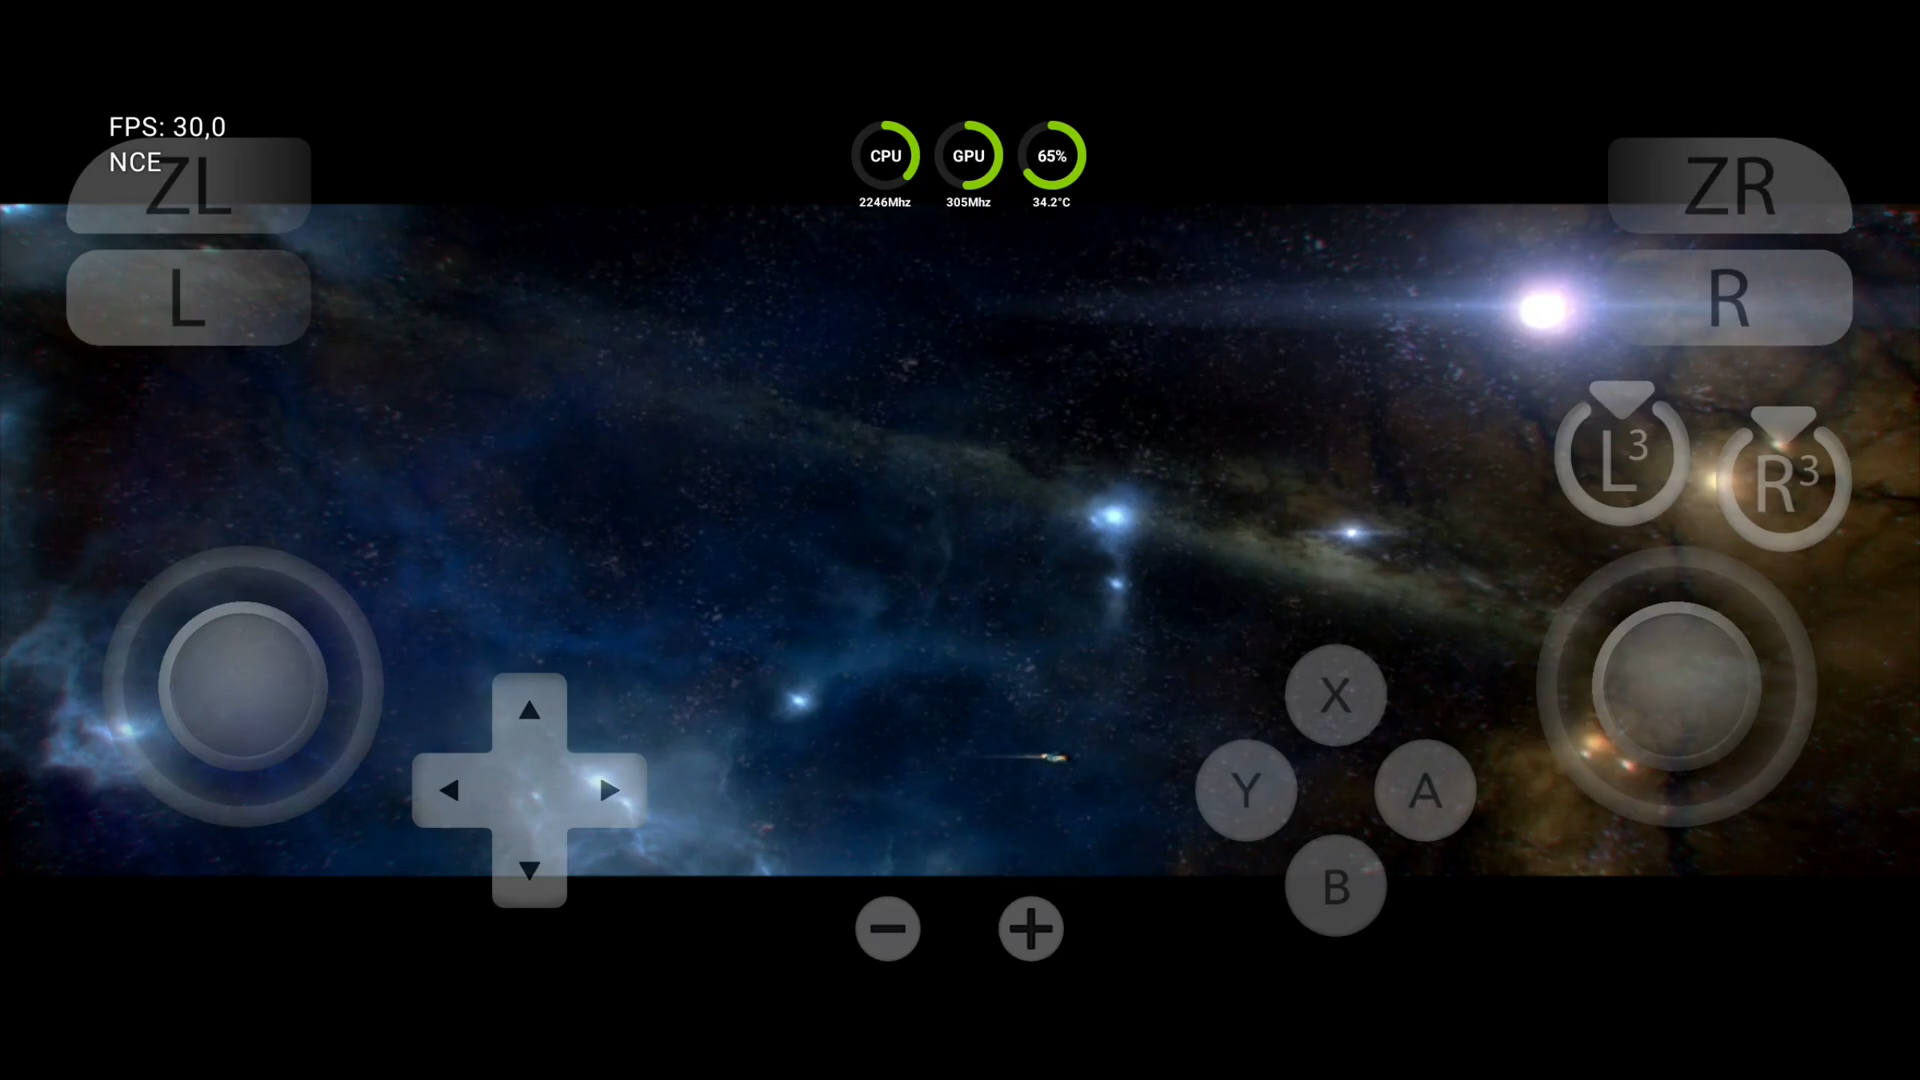 FPS: 30,0
NCE
ZL
L
CPU
GPU
65%
2246Mhz
305Mhz
34.2°C
ZR
R
L3
R3
X
Y
A
B